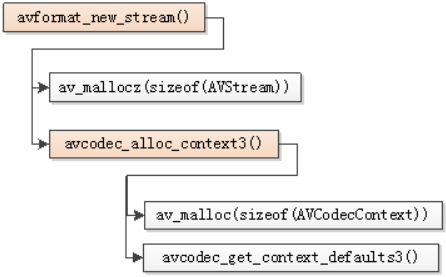 avformat_new_stream()
av_mallocz(sizeof(AVStream))
avcodec_alloc_context3()
av_malloc(sizeof(AVCodecContext))
avcodec_get_context_defaults3()